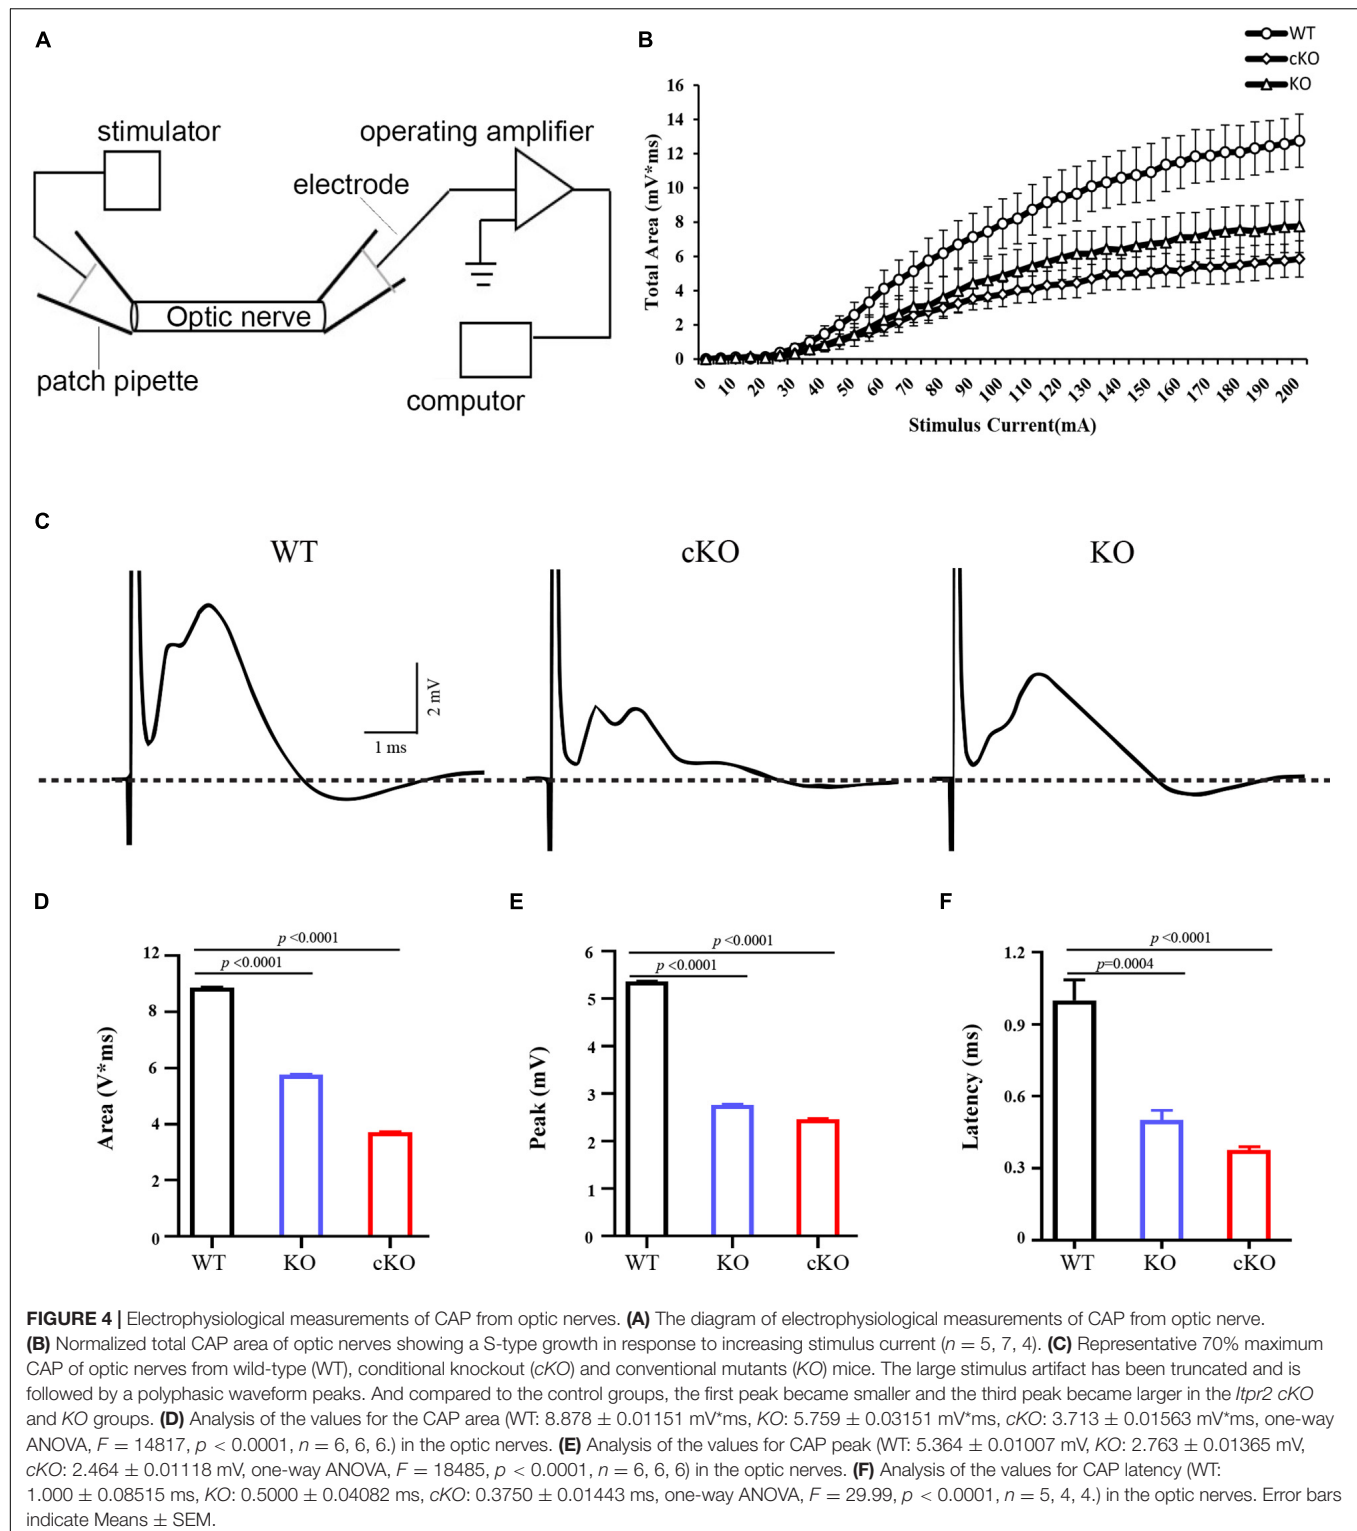 A
stimulator
operating amplifier
electrode
Optic nerve
patch pipette
computor
B
WT
cKO
KO
Total Area (mV*ms)
16
14
12
10
8
6
4
2
0
0
10
20
30
40
50
60
70
80
90
100
110
120
130
140
150
160
170
180
190
200
Stimulus Current(mA)
C
WT
cKO
KO
2 mV
1 ms
D
p <0.0001
p <0.0001
Area (V*ms)
12
8
6
4
2
0
WT
KO
cKO
E
p <0.0001
p <0.0001
Peak (mV)
6
5
4
3
2
1
0
WT
KO
cKO
F
p <0.0001
p=0.0004
Latency (ms)
1.2
0.9
0.6
0.3
0
WT
KO
cKO
FIGURE 4 | Electrophysiological measurements of CAP from optic nerves. (A) The diagram of electrophysiological measurements of CAP from optic nerve.
(B) Normalized total CAP area of optic nerves showing a S-type growth in response to increasing stimulus current (n = 5, 7, 4). (C) Representative 70% maximum
CAP of optic nerves from wild-type (WT), conditional knockout (cKO) and conventional mutants (KO) mice. The large stimulus artifact has been truncated and is
followed by a polyphasic waveform peaks. And compared to the control groups, the first peak became smaller and the third peak became larger in the Itpr2 cKO
and KO groups. (D) Analysis of the values for the CAP area (WT: 8.878 ± 0.01151 mV*ms, KO: 5.759 ± 0.03151 mV*ms, cKO: 3.713 ± 0.01563 mV*ms, one-way
ANOVA, F = 14817, p < 0.0001, n = 6, 6, 6.) in the optic nerves. (E) Analysis of the values for CAP peak (WT: 5.364 ± 0.01007 mV, KO: 2.763 ± 0.01365 mV,
cKO: 2.464 ± 0.01118 mV, one-way ANOVA, F = 18485, p < 0.0001, n = 6, 6, 6) in the optic nerves. (F) Analysis of the values for CAP latency (WT:
1.000 ± 0.08515 ms, KO: 0.5000 ± 0.04082 ms, cKO: 0.3750 ± 0.01443 ms, one-way ANOVA, F = 29.99, p < 0.0001, n = 5, 4, 4.) in the optic nerves. Error bars
indicate Means ± SEM.